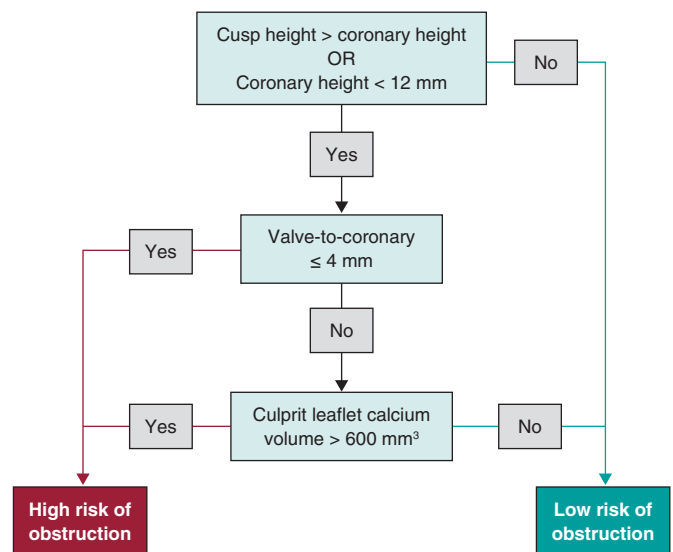 Cusp height > coronary height
OR
Coronary height < 12 mm
No
Yes
Yes
Valve-to-coronary
≤ 4 mm
No
Yes
Culprit leaflet calcium
volume > 600 mm³
No
High risk of
obstruction
Low risk of
obstruction